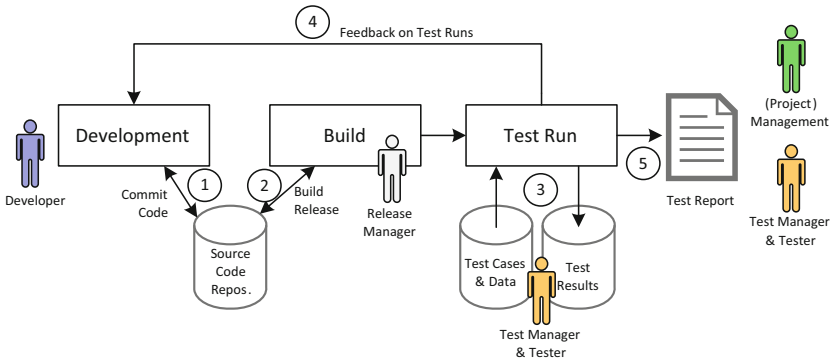 4
Feedback on Test Runs
(Project)
Management
Development
Build
Test Run
5
Developer
Commit
Code
1
2
Build
Release
Release
Manager
3
Test Report
Test Manager
& Tester
Source
Code
Repos.
Test Cases
& Data
Test
Results
Test Manager
& Tester